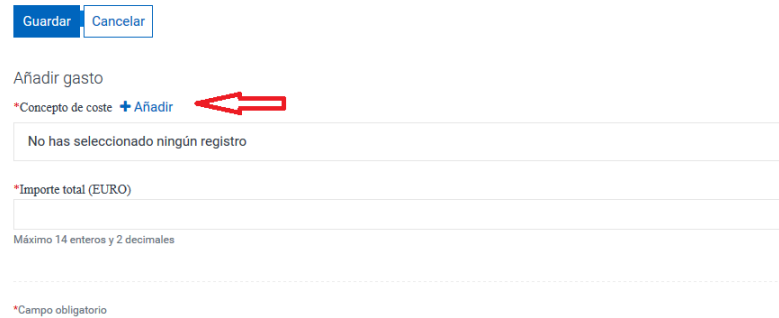 Guardar Cancelar
Añadir gasto
*Concepto de coste + Añadir
No has seleccionado ningún registro
*Importe total (EURO)
Máximo 14 enteros y 2 decimales
*Campo obligatorio